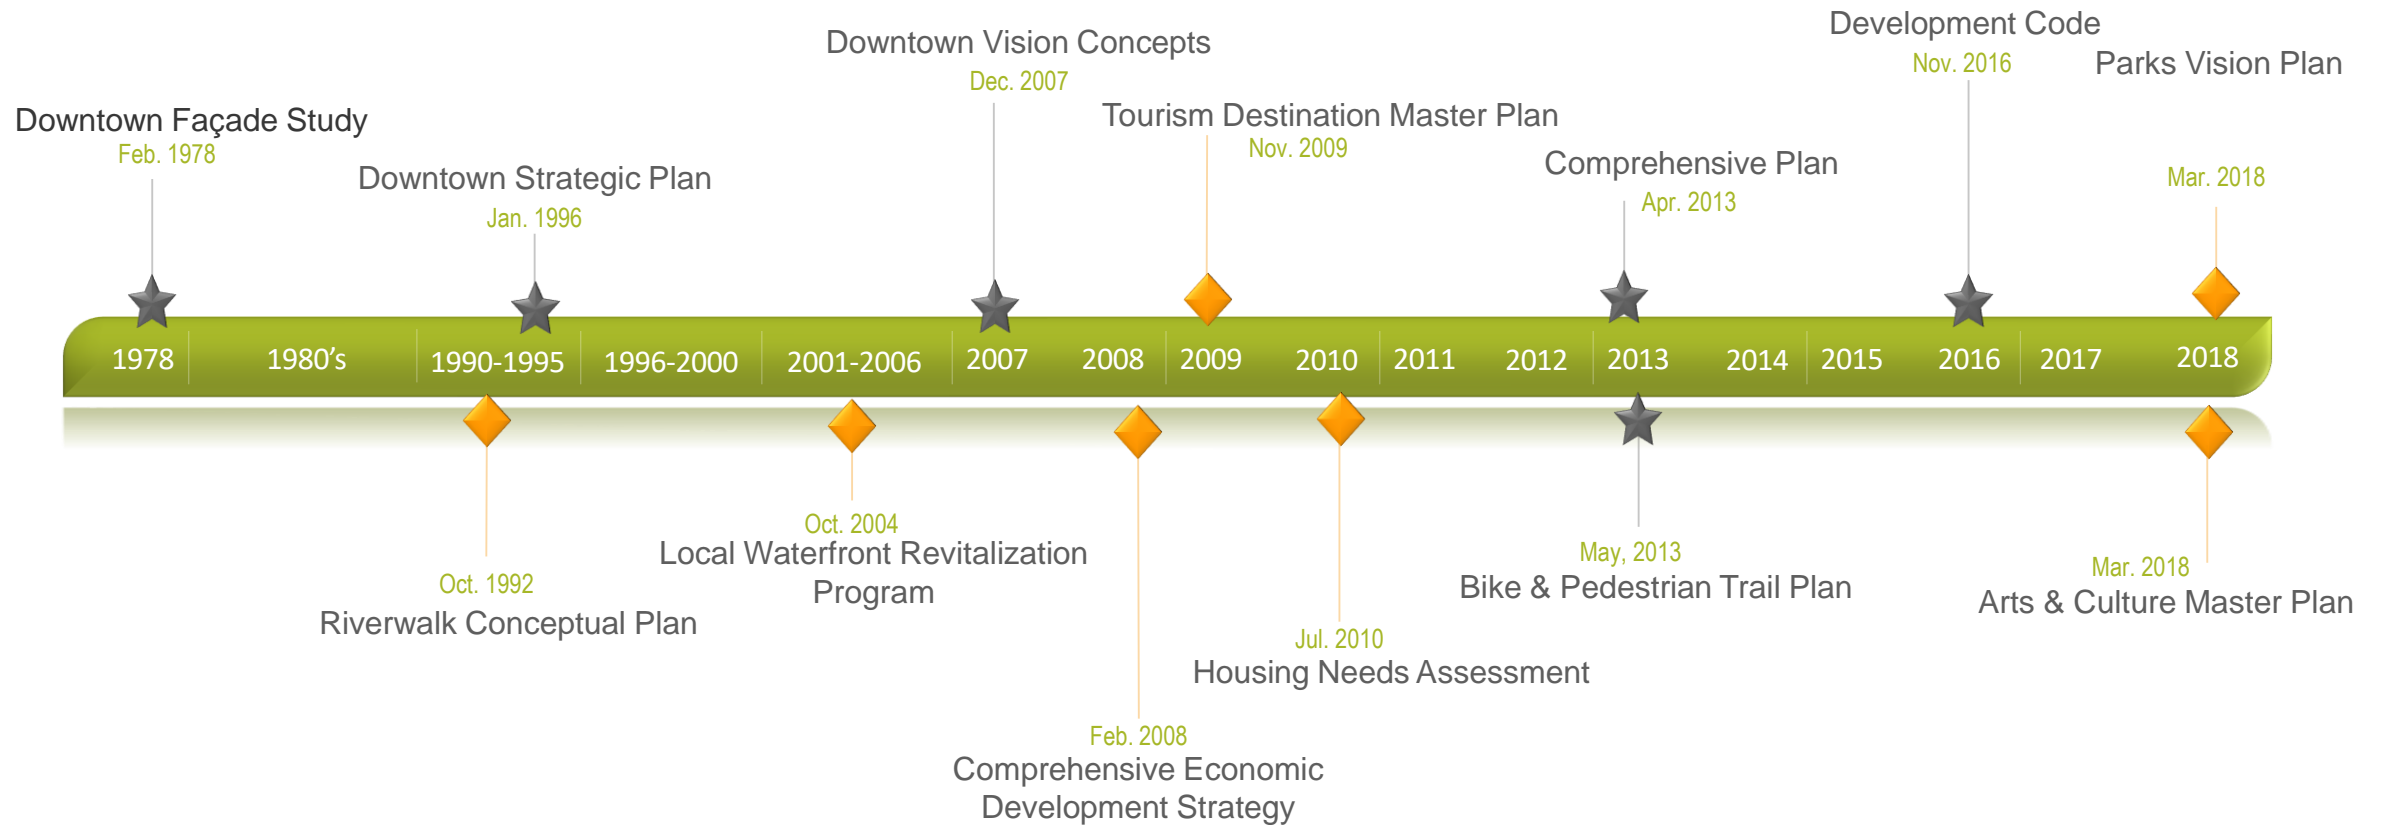 Development Code
Downtown Vision Concepts
Nov. 2016
Parks Vision Plan
Dec. 2007
Downtown Façade Study
Tourism Destination Master Plan
Feb. 1978
Nov. 2009
Downtown Strategic Plan
Comprehensive Plan
Mar. 2018
Jan. 1996
Apr. 2013
1978
1980's
1990-1995
1996-2000
2001-2006
2007
2008
2009
2010
2011
2012
2013
2014
2015
2016
2017
2018
Oct. 1992
Riverwalk Conceptual Plan
Oct. 2004
Local Waterfront Revitalization
Program
Feb. 2008
Comprehensive Economic
Development Strategy
Jul. 2010
Housing Needs Assessment
May, 2013
Bike & Pedestrian Trail Plan
Mar. 2018
Arts & Culture Master Plan